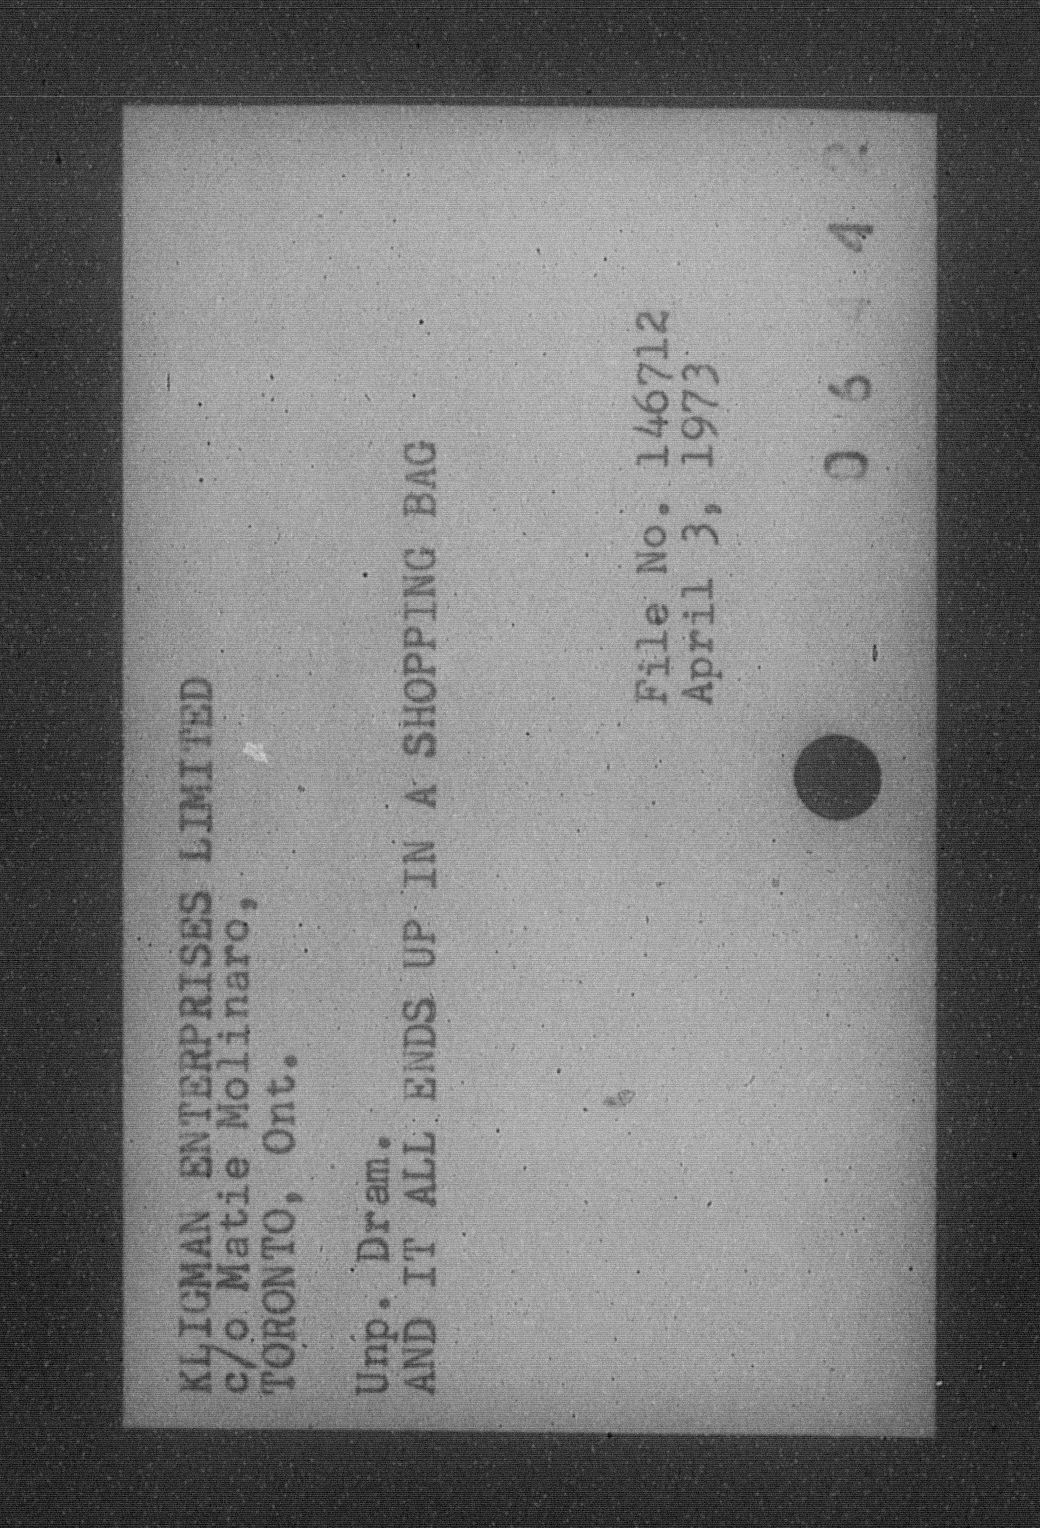 KLIGMAN ENTERPRISES LIMITED
c/o Matie Molinaro,
TORONTO, Ont.
Unp. Dram.
AND IT ALL ENDS UP IN A SHOPPING BAG
File No. 146712
April 3, 1973